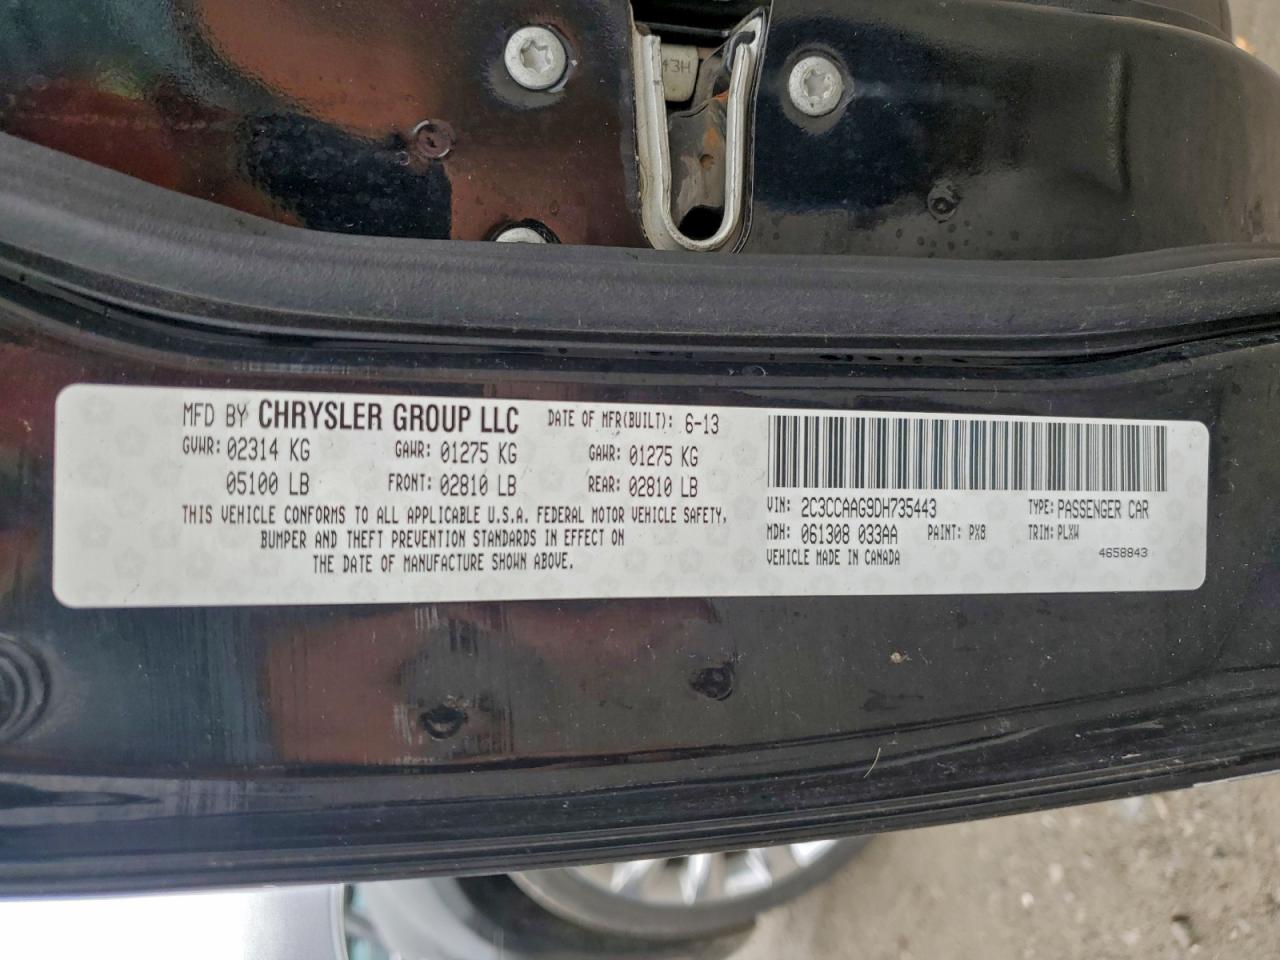 43H
MFD BY CHRYSLER GROUP LLC DATE OF MFR(BUILT): 6-13
GVWR: 02314 KG GAWR: 01275 KG GAWR: 01275 KG
05100 LB FRONT: 02810 LB REAR: 02810 LB
THIS VEHICLE CONFORMS TO ALL APPLICABLE U.S.A. FEDERAL MOTOR VEHICLE SAFETY,
BUMPER AND THEFT PREVENTION STANDARDS IN EFFECT ON
THE DATE OF MANUFACTURE SHOWN ABOVE.
VIN: 2C3CCAAG9DH735443 TYPE: PASSENGER CAR
MDH: 061308 033AA PAINT: PX8 TRIM: PLXW
VEHICLE MADE IN CANADA 4658843